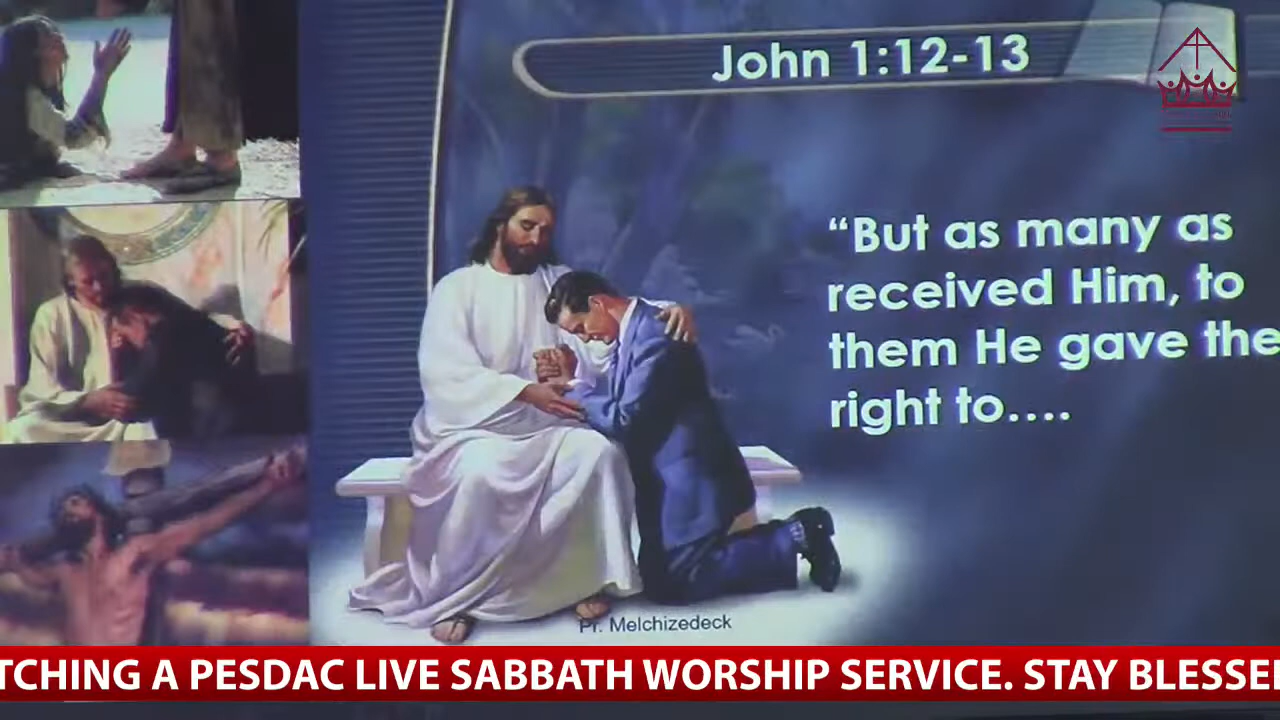 John 1:12-13
“But as many as
received Him, to
them He gave the
right to….
Pr. Melchizedeck
TCHING A PESDAC LIVE SABBATH WORSHIP SERVICE. STAY BLESSE